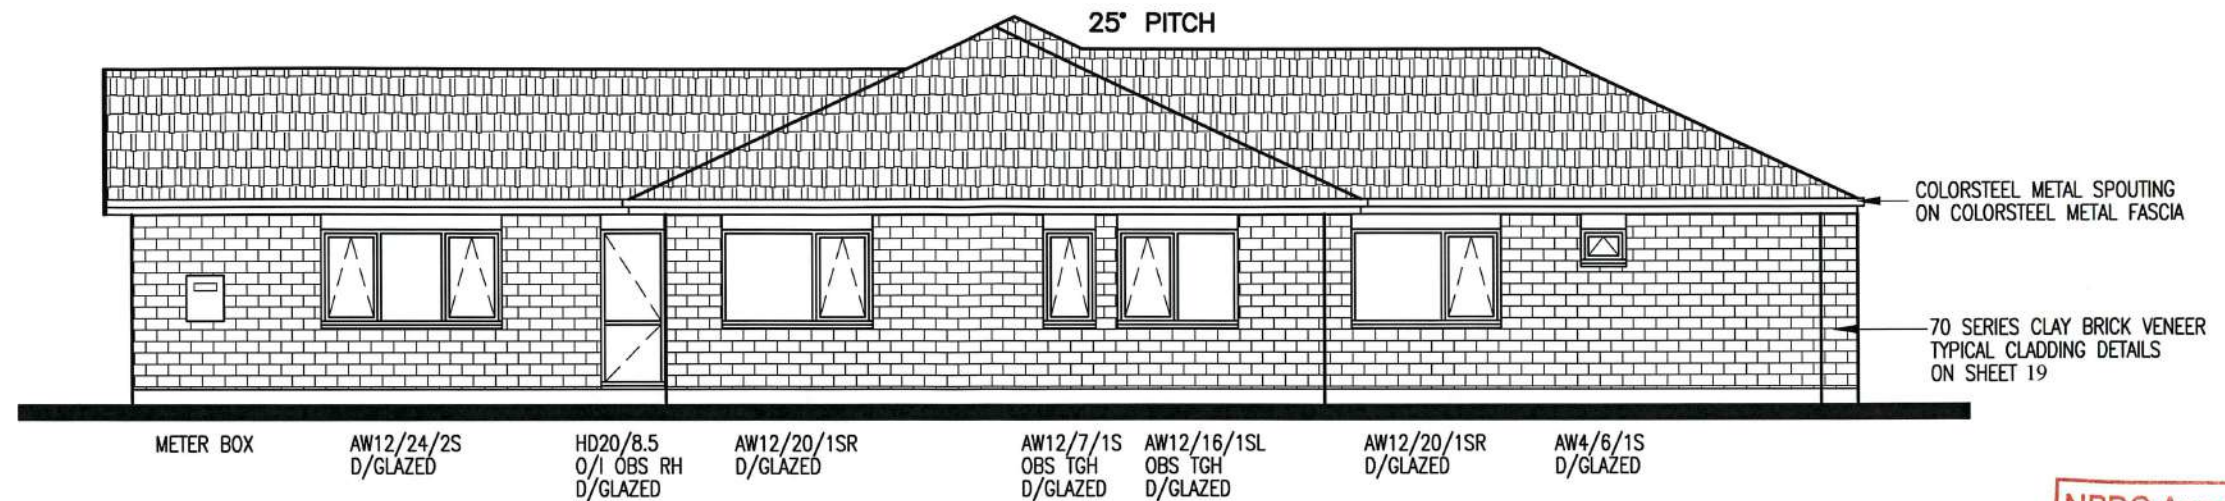 25° PITCH
COLORSTEEL METAL SPOUTING
ON COLORSTEEL METAL FASCIA
70 SERIES CLAY BRICK VENEER
TYPICAL CLADDING DETAILS
ON SHEET 19
METER BOX
AW12/24/2S
D/GLAZED
HD20/8.5
O/I OBS RH
D/GLAZED
AW12/20/1SR
D/GLAZED
AW12/7/1S
OBS TGH
D/GLAZED
AW12/16/1SL
OBS TGH
D/GLAZED
AW12/20/1SR
D/GLAZED
AW4/6/1S
D/GLAZED